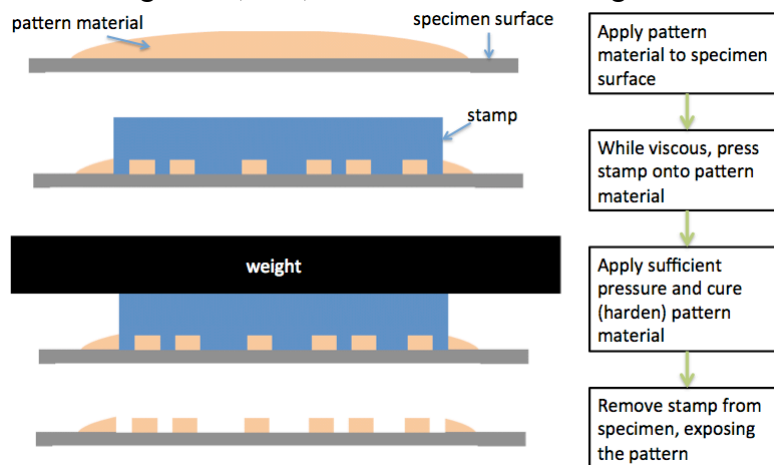 pattern material
specimen surface
Apply pattern
material to specimen
surface
stamp
While viscous, press
stamp onto pattern
material
weight
Apply sufficient
pressure and cure
(harden) pattern
material
Remove stamp from
specimen, exposing
the pattern